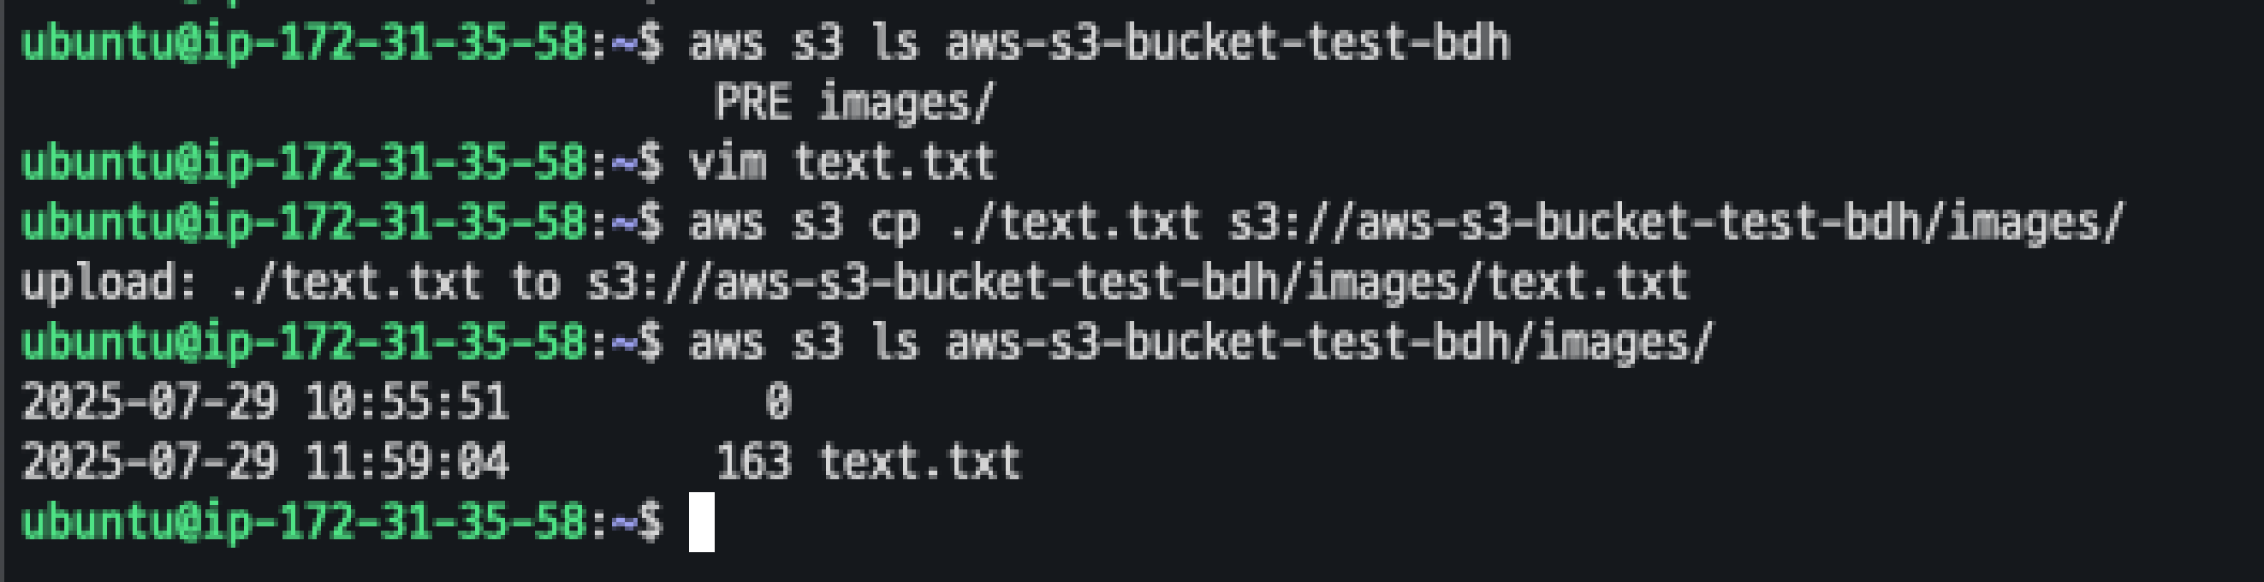 ubuntu@ip-172-31-35-58:~$ aws s3 ls aws-s3-bucket-test-bdh
PRE images/
ubuntu@ip-172-31-35-58:~$ vim text.txt
ubuntu@ip-172-31-35-58:~$ aws s3 cp ./text.txt s3://aws-s3-bucket-test-bdh/images/
upload: ./text.txt to s3://aws-s3-bucket-test-bdh/images/text.txt
ubuntu@ip-172-31-35-58:~$ aws s3 ls aws-s3-bucket-test-bdh/images/
2025-07-29 10:55:51          0
2025-07-29 11:59:04        163 text.txt
ubuntu@ip-172-31-35-58:~$